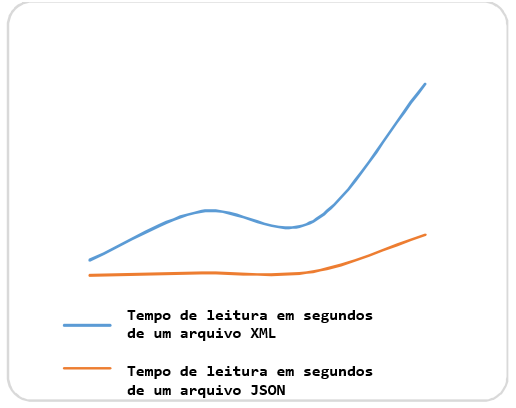 Tempo de leitura em segundos
de um arquivo XML
Tempo de leitura em segundos
de um arquivo JSON